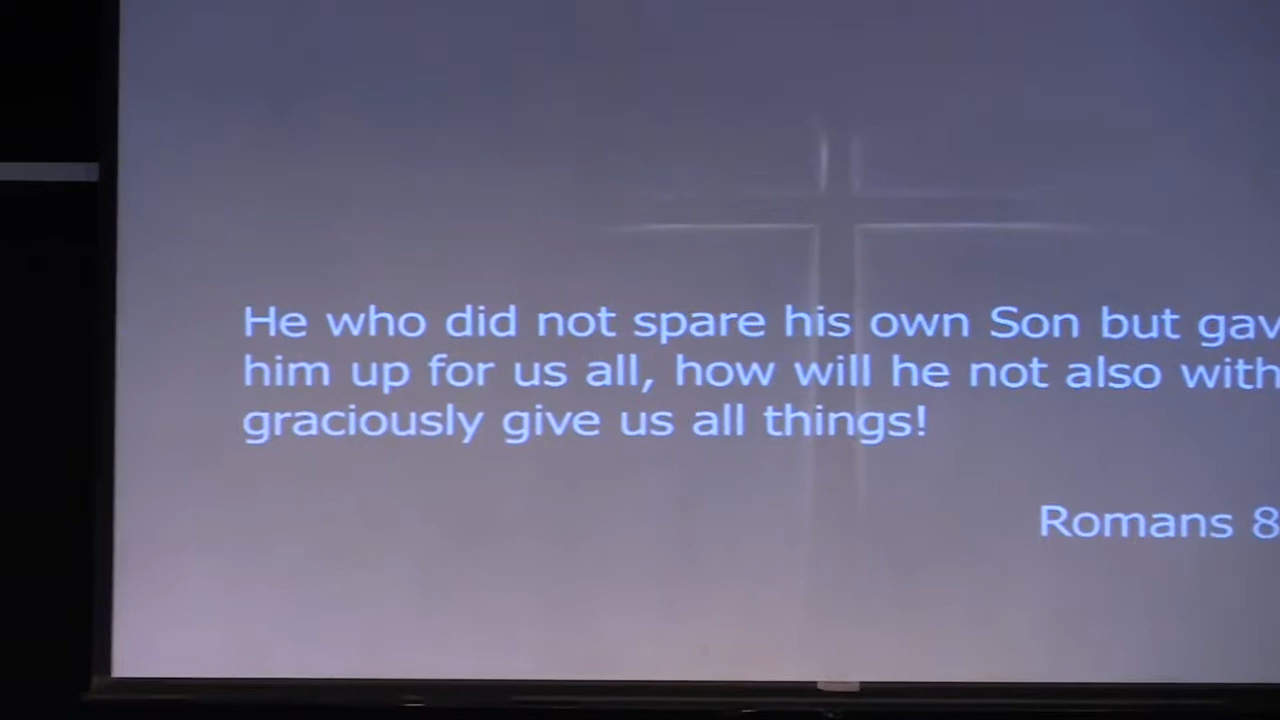 He who did not spare his own Son but gav
him up for us all, how will he not also with
graciously give us all things!
Romans 8